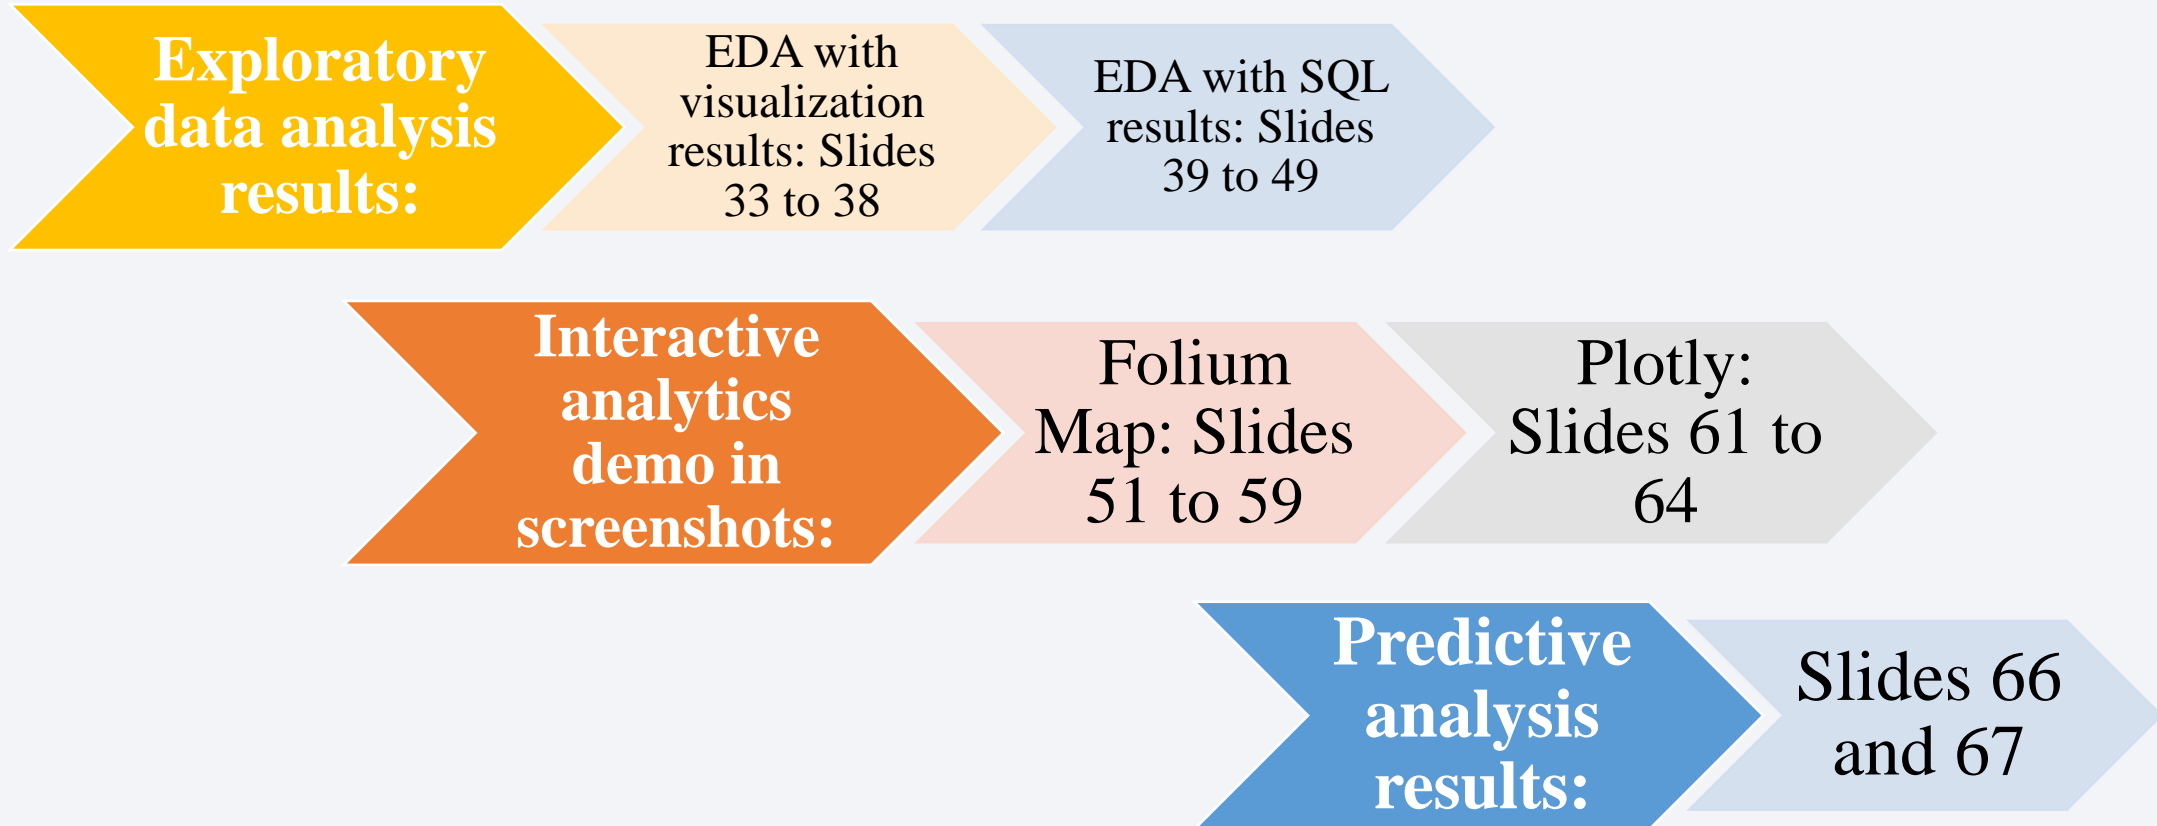 Exploratory
data analysis
results:
EDA with
visualization
results: Slides
33 to 38
EDA with SQL
results: Slides
39 to 49
Interactive
analytics
demo in
screenshots:
Folium
Map: Slides
51 to 59
Plotly:
Slides 61 to
64
Predictive
analysis
results:
Slides 66
and 67